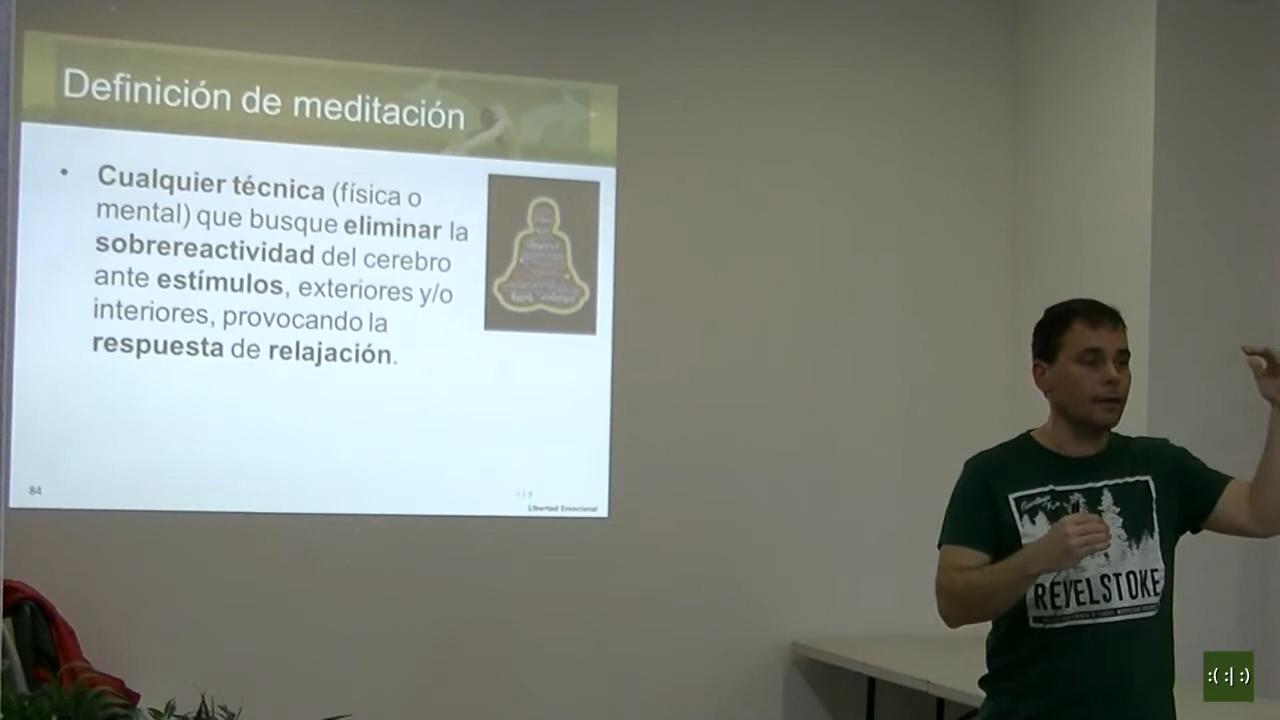 Definición de meditación
• Cualquier técnica (física o
mental) que busque eliminar la
sobrereactividad del cerebro
ante estímulos, exteriores y/o
interiores, provocando la
respuesta de relajación.
84
Libertad Emocional
REVELSTOKE
:( :| :)